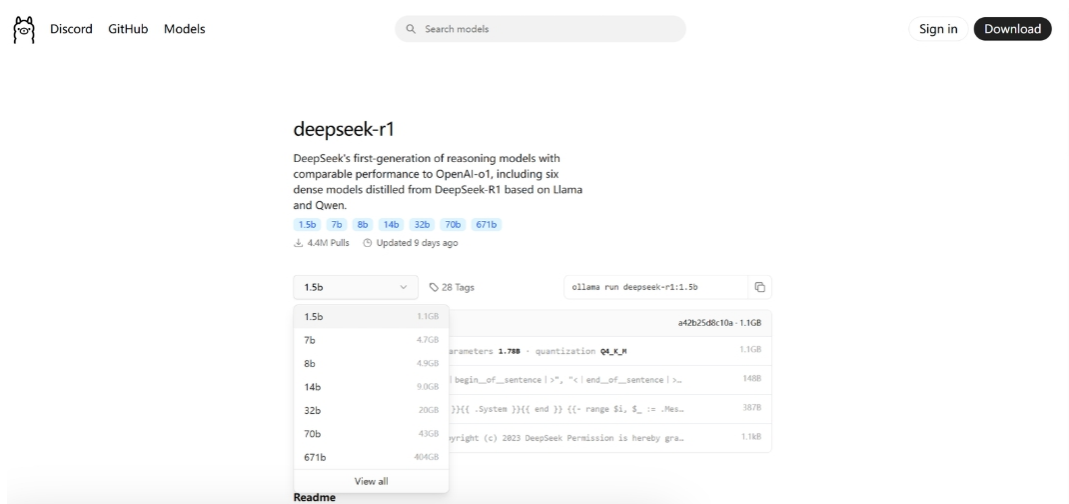 Discord GitHub Models Search models Sign in Download
deepseek-r1
DeepSeek's first-generation of reasoning models with
comparable performance to OpenAI-o1, including six
dense models distilled from DeepSeek-R1 based on Llama
and Qwen.
1.5b 7b 8b 14b 32b 70b 671b
4.4M Pulls Updated 9 days ago
1.5b 28 Tags ollama run deepseek-r1:1.5b
1.5b 1.1GB
7b 4.7GB
8b 4.9GB
14b 9.0GB
32b 20GB
70b 43GB
671b 404GB
View all
a42b25d8c10a · 1.1GB
arameters 1.78B · quantization Q4_K_M 1.1GB
|begin_of_sentence|>", "<|end_of_sentence|>… 148B
}}{{ .System }}{{ end }} {{- range $i, $_ := .Mes… 387B
yright (c) 2023 DeepSeek Permission is hereby gra… 1.1kB
Readme